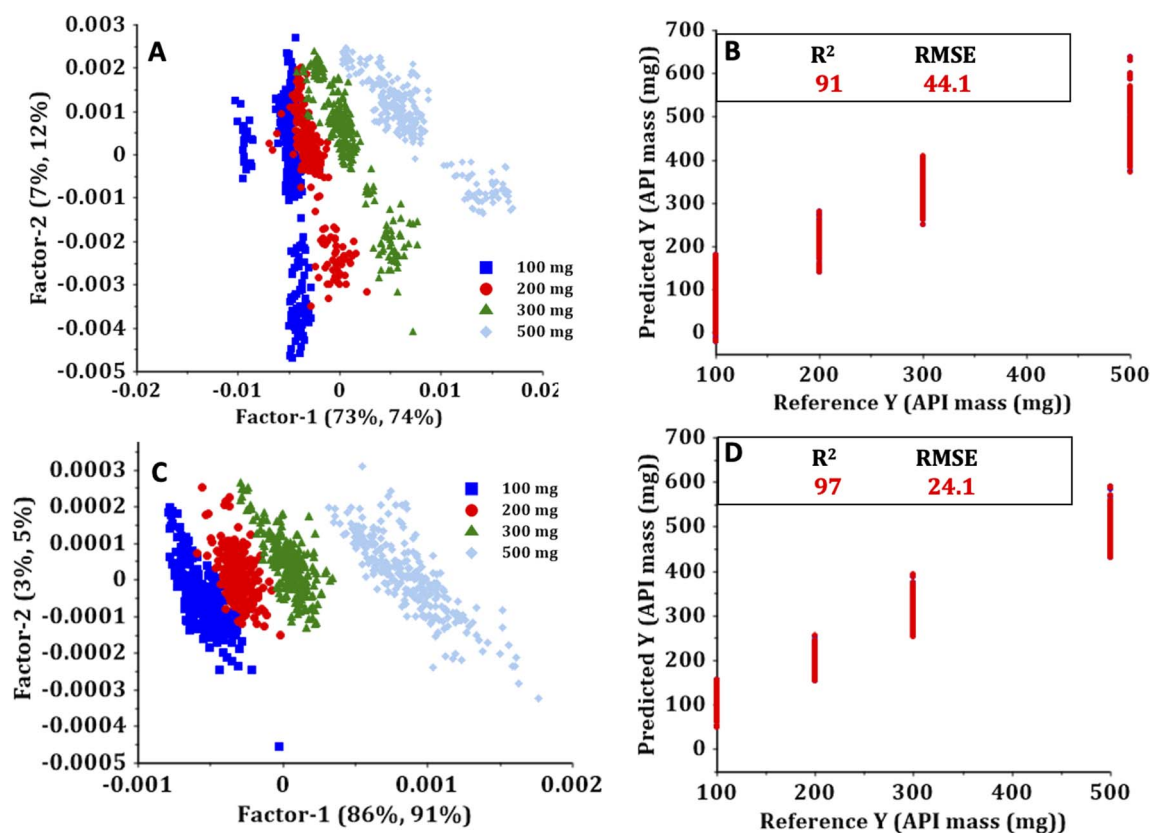 A
Factor-2 (7%, 12%)
0.003
0.002
0.001
0
-0.001
-0.002
-0.003
-0.004
-0.005
-0.02
-0.01
0
0.01
0.02
Factor-1 (73%, 74%)
100 mg
200 mg
300 mg
500 mg
B
R² RMSE
91 44.1
Predicted Y (API mass (mg))
700
600
500
400
300
200
100
0
100
200
300
400
500
Reference Y (API mass (mg))
C
Factor-2 (3%, 5%)
0.0003
0.0002
0.0001
0
-0.0001
-0.0002
-0.0003
-0.0004
-0.0005
-0.001
0
0.001
0.002
Factor-1 (86%, 91%)
100 mg
200 mg
300 mg
500 mg
D
R² RMSE
97 24.1
Predicted Y (API mass (mg))
700
600
500
400
300
200
100
0
100
200
300
400
500
Reference Y (API mass (mg))